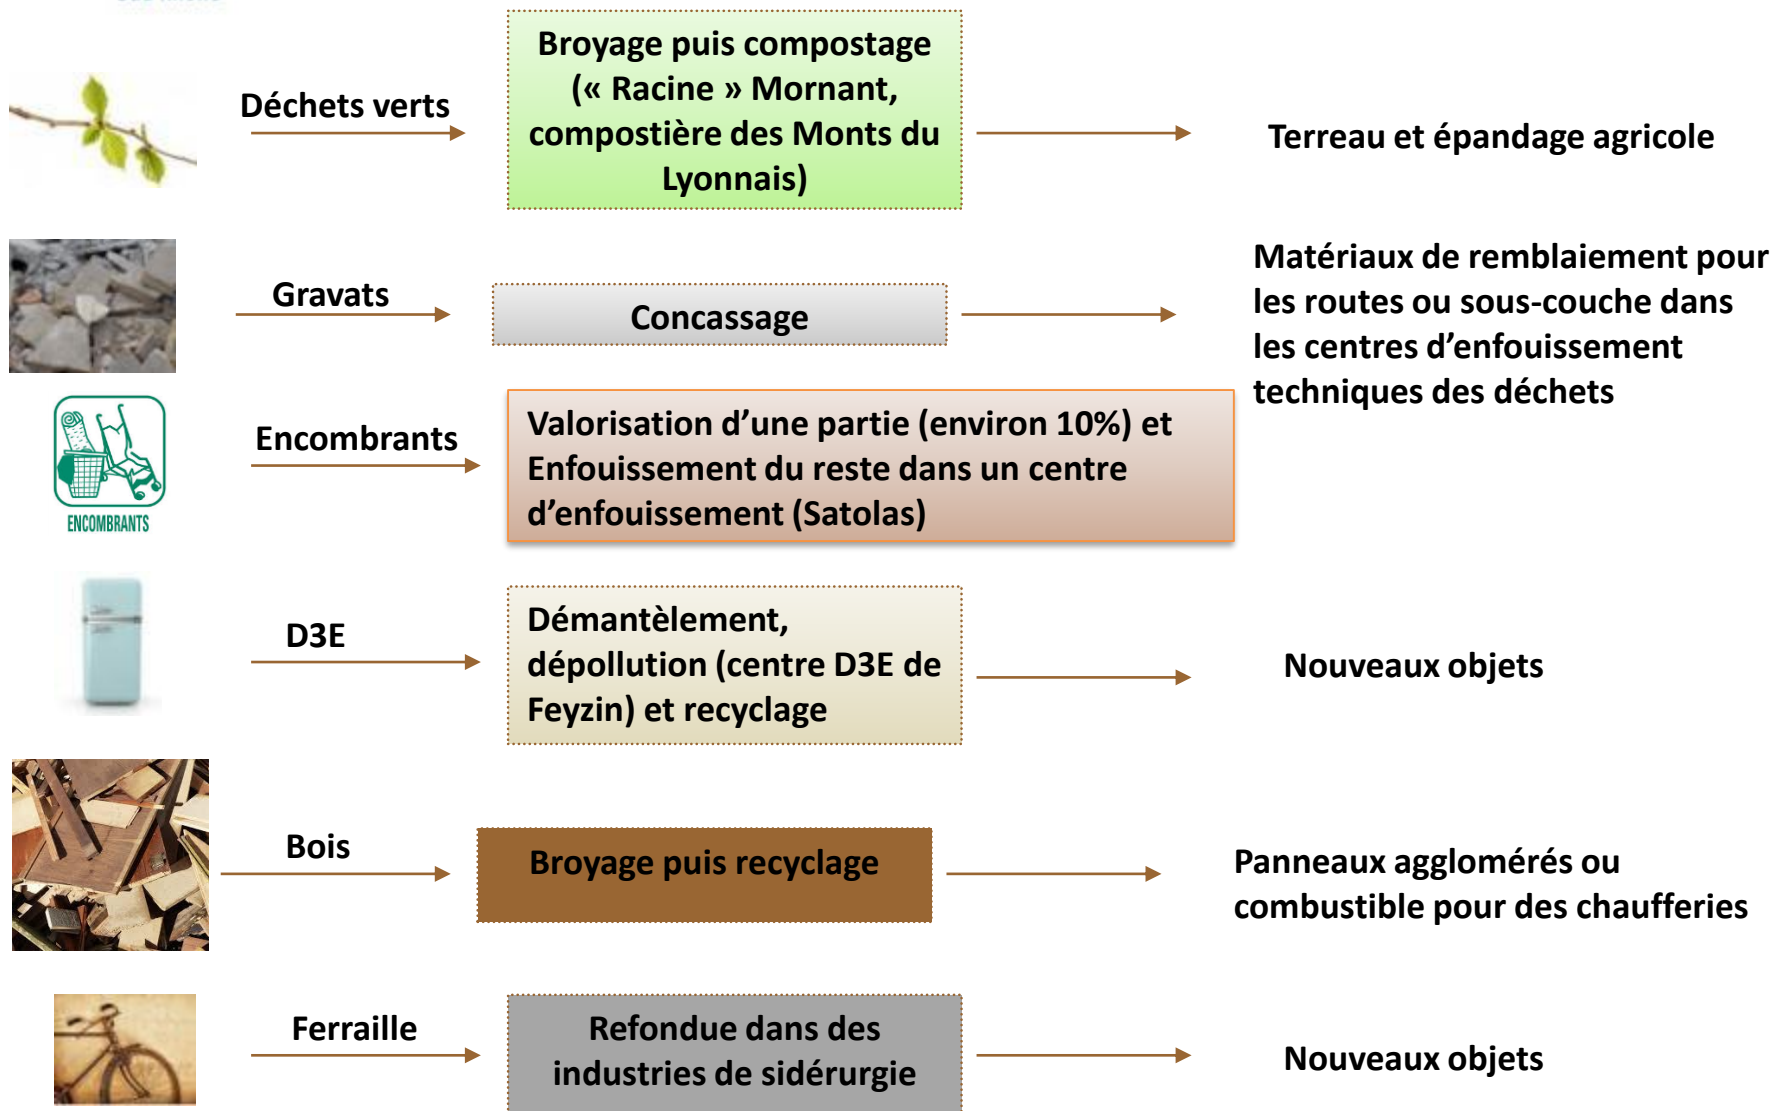 Déchets verts
Broyage puis compostage
(« Racine » Mornant,
compostière des Monts du
Lyonnais)
Terreau et épandage agricole
Gravats
Concassage
Matériaux de remblaiement pour
les routes ou sous-couche dans
les centres d’enfouissement
techniques des déchets
ENCOMBRANTS
Encombrants
Valorisation d’une partie (environ 10%) et
Enfouissement du reste dans un centre
d’enfouissement (Satolas)
D3E
Démantèlement,
dépollution (centre D3E de
Feyzin) et recyclage
Nouveaux objets
Bois
Broyage puis recyclage
Panneaux agglomérés ou
combustible pour des chaufferies
Ferraille
Refondue dans des
industries de sidérurgie
Nouveaux objets